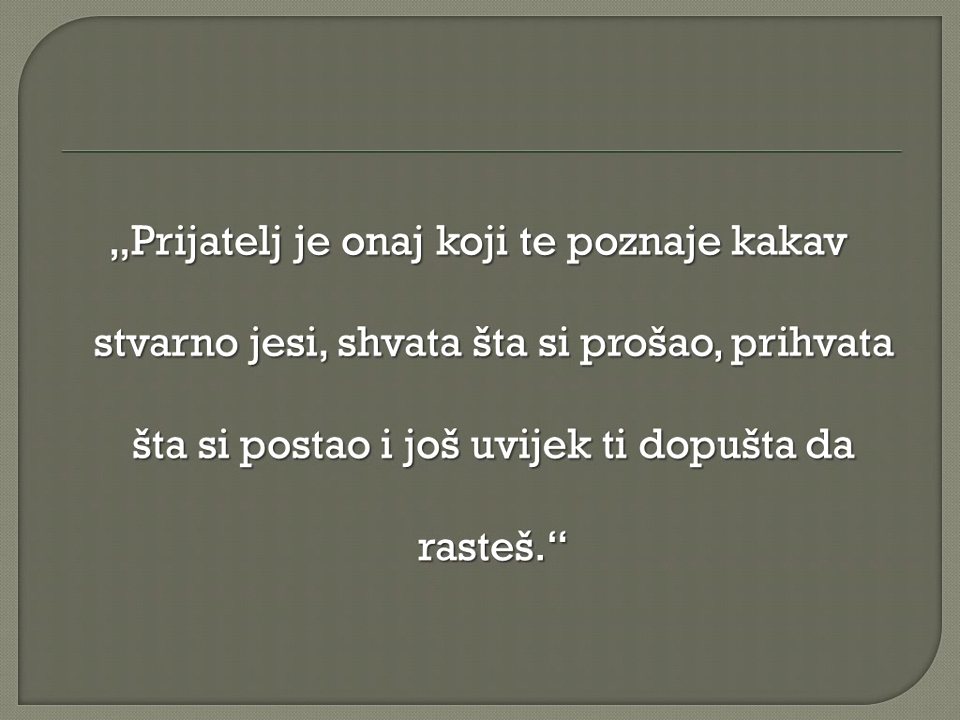 „Prijatelj je onaj koji te poznaje kakav
stvarno jesi, shvata šta si prošao, prihvata
šta si postao i još uvijek ti dopušta da
rasteš.“